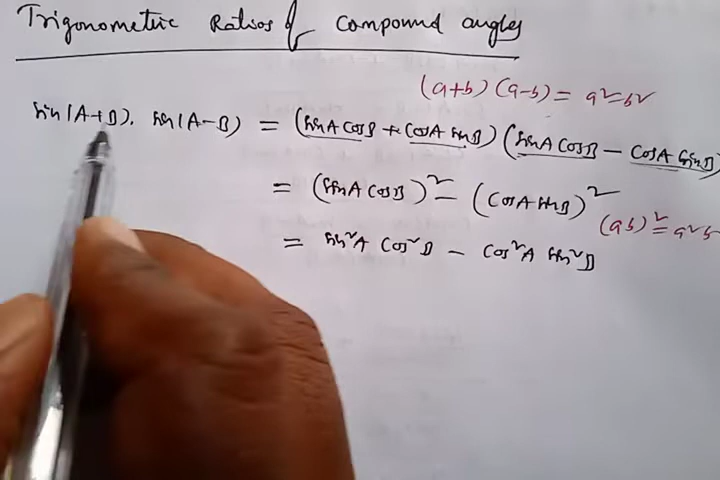 Trigonometric Ratios of Compound angles
(a+b) (a-b) = a²-b²
sin(A+B). sin(A-B) = (sinA cosB + cosA sinB) (sinA cosB - cosA sinB)
= (sinA cosB)² - (cosA sinB)²
(ab)² = a²b
= sin²A cos²B - cos²A sin²B